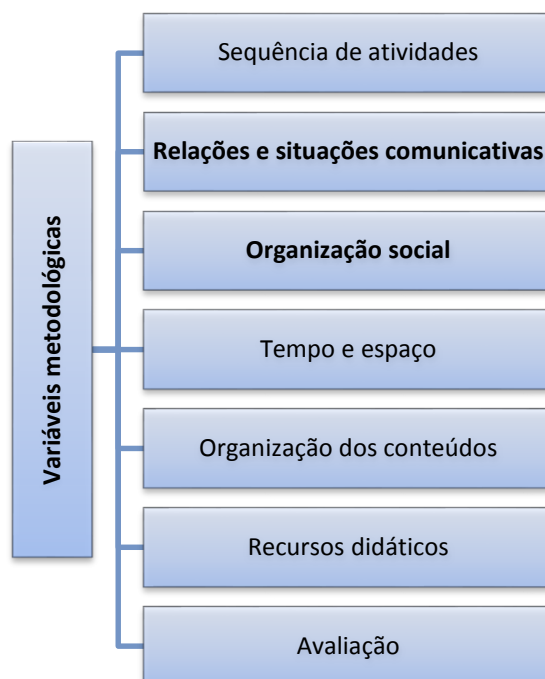 Variáveis metodológicas
Sequência de atividades
Relações e situações comunicativas
Organização social
Tempo e espaço
Organização dos conteúdos
Recursos didáticos
Avaliação